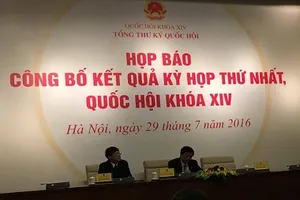 QUỐC HỘI KHÓA XIV
TỔNG THƯ KÝ QUỐC HỘI
HỌP BÁO
CÔNG BỐ KẾT QUẢ KỲ HỌP THỨ NHẤT,
QUỐC HỘI KHÓA XIV
Hà Nội, ngày 29 tháng 7 năm 2016